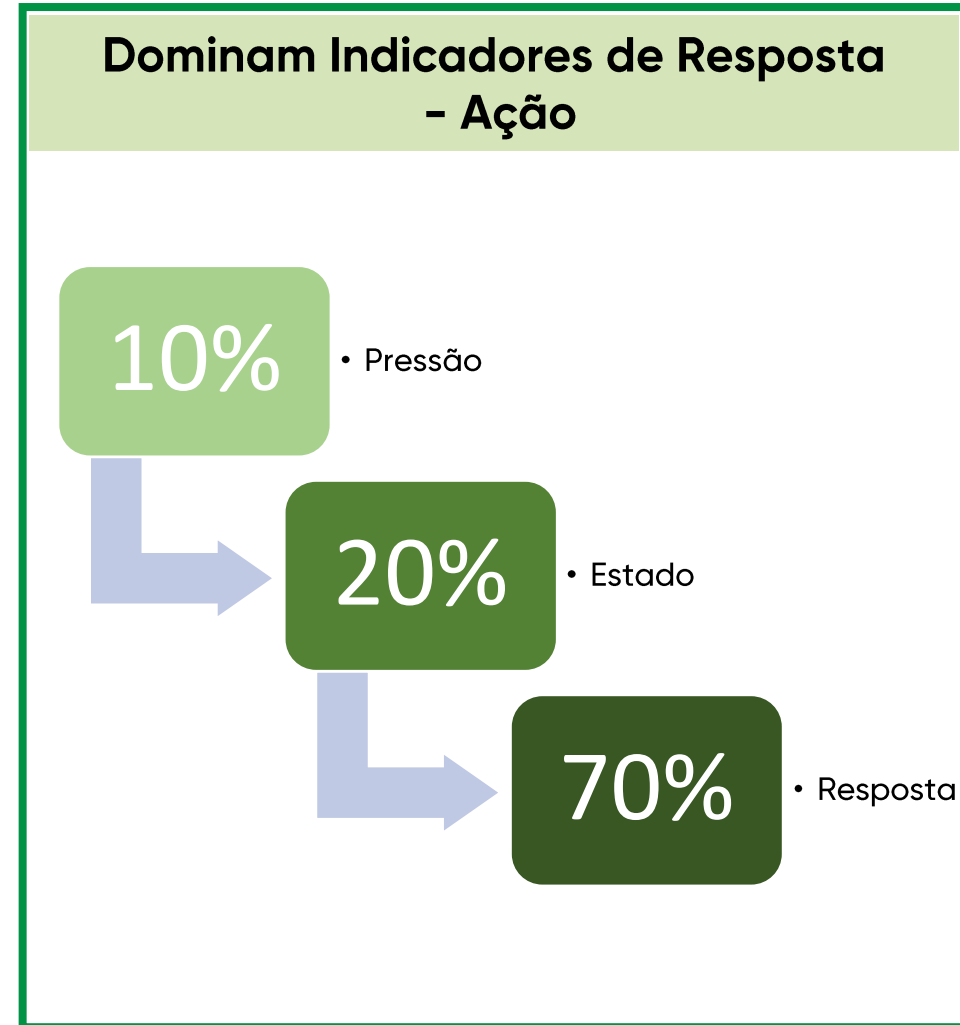 Dominam Indicadores de Resposta
- Ação
10%
• Pressão
20%
• Estado
70%
• Resposta